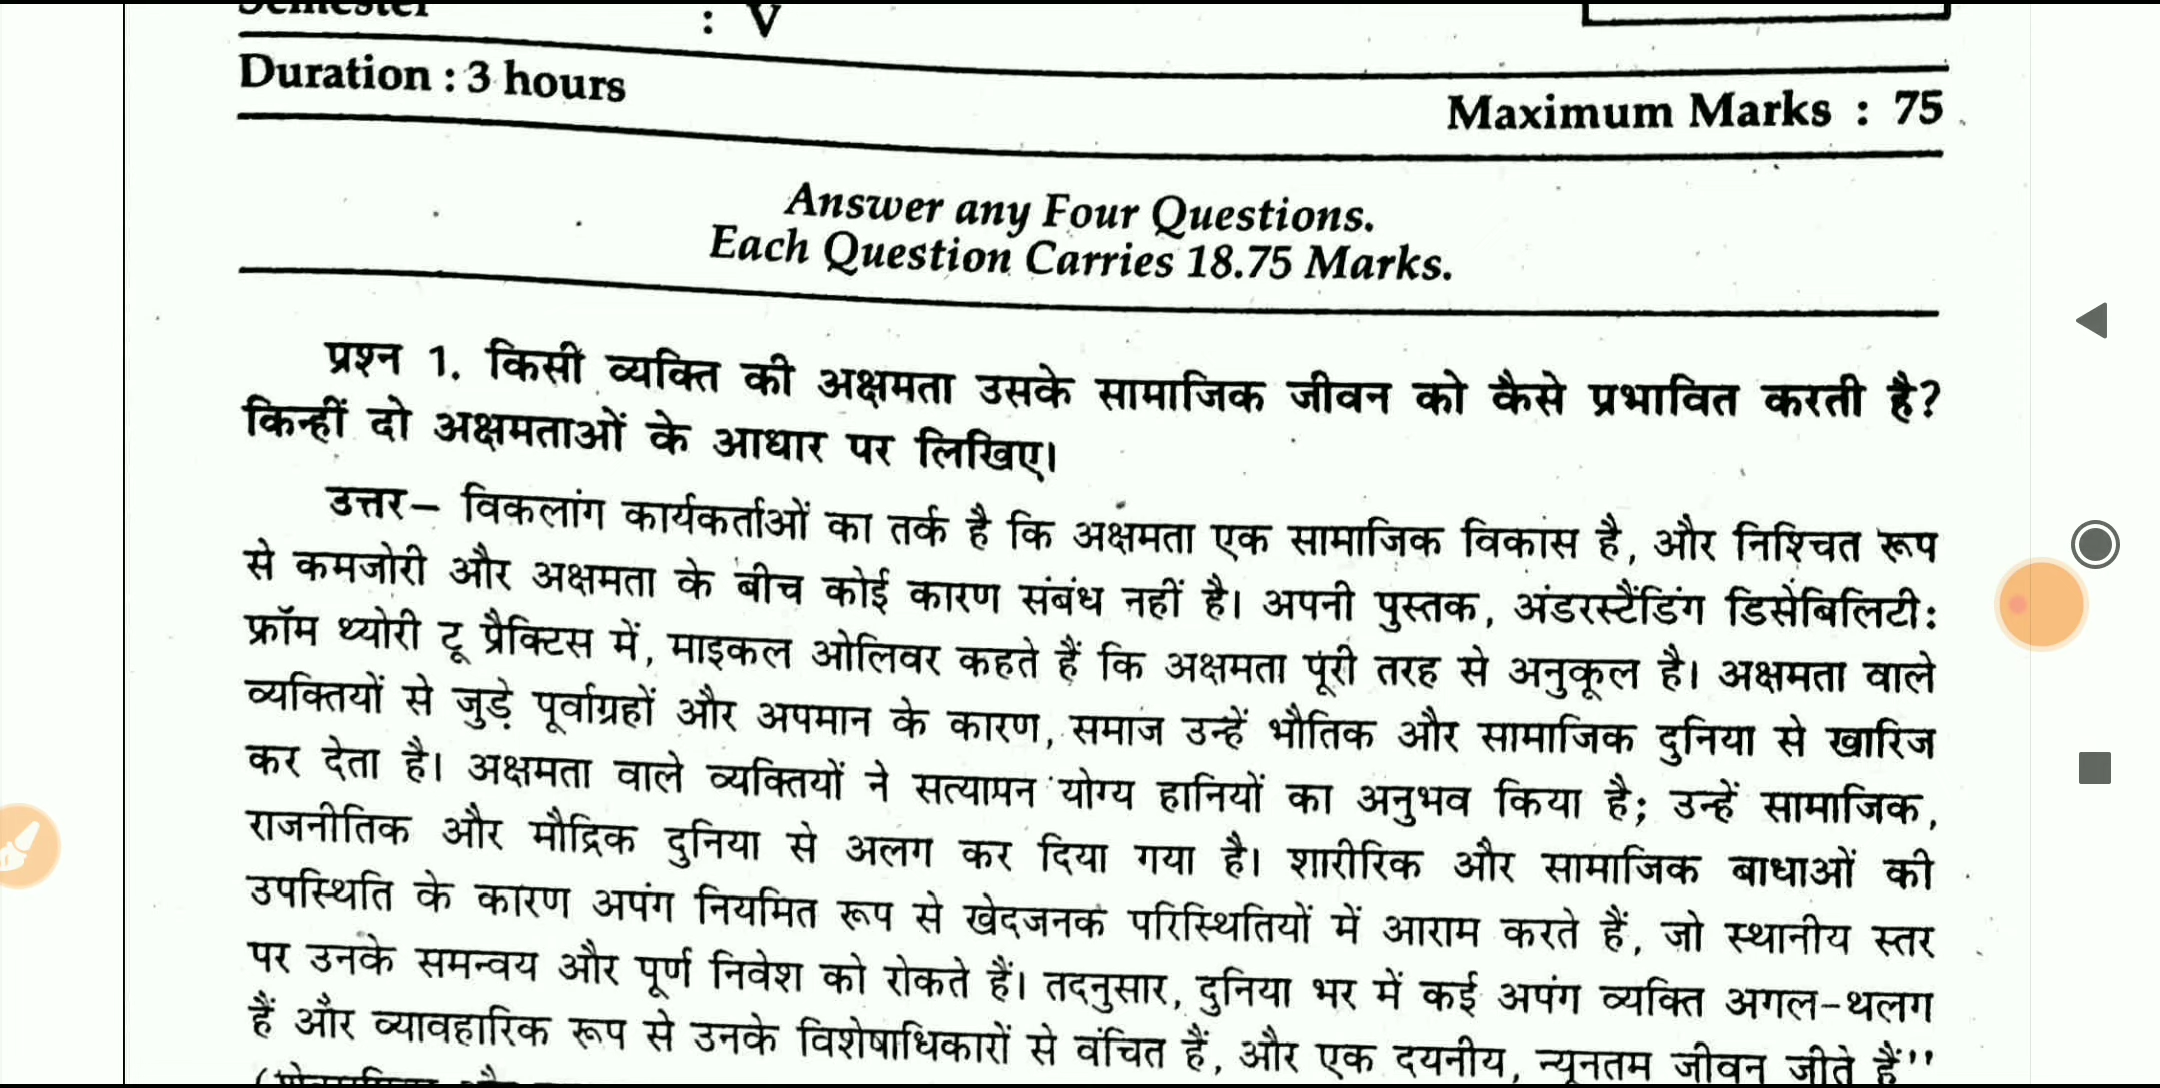 Semester : V
Duration : 3 hours
Maximum Marks : 75
Answer any Four Questions.
Each Question Carries 18.75 Marks.
प्रश्न 1. किसी व्यक्ति की अक्षमता उसके सामाजिक जीवन को कैसे प्रभावित करती है?
किन्हीं दो अक्षमताओं के आधार पर लिखिए।
उत्तर– विकलांग कार्यकर्ताओं का तर्क है कि अक्षमता एक सामाजिक विकास है, और निश्चित रूप
से कमजोरी और अक्षमता के बीच कोई कारण संबंध नहीं है। अपनी पुस्तक, अंडरस्टैंडिंग डिसेबिलिटी:
फ्रॉम थ्योरी टू प्रैक्टिस में, माइकल ओलिवर कहते हैं कि अक्षमता पूरी तरह से अनुकूल है। अक्षमता वाले
व्यक्तियों से जुड़े पूर्वाग्रहों और अपमान के कारण, समाज उन्हें भौतिक और सामाजिक दुनिया से खारिज
कर देता है। अक्षमता वाले व्यक्तियों ने सत्यापन योग्य हानियों का अनुभव किया है; उन्हें सामाजिक,
राजनीतिक और मौद्रिक दुनिया से अलग कर दिया गया है। शारीरिक और सामाजिक बाधाओं की
उपस्थिति के कारण अपंग नियमित रूप से खेदजनक परिस्थितियों में आराम करते हैं, जो स्थानीय स्तर
पर उनके समन्वय और पूर्ण निवेश को रोकते हैं। तदनुसार, दुनिया भर में कई अपंग व्यक्ति अगल-थलग
हैं और व्यावहारिक रूप से उनके विशेषाधिकारों से वंचित हैं, और एक दयनीय, न्यूनतम जीवन जीते हैं''